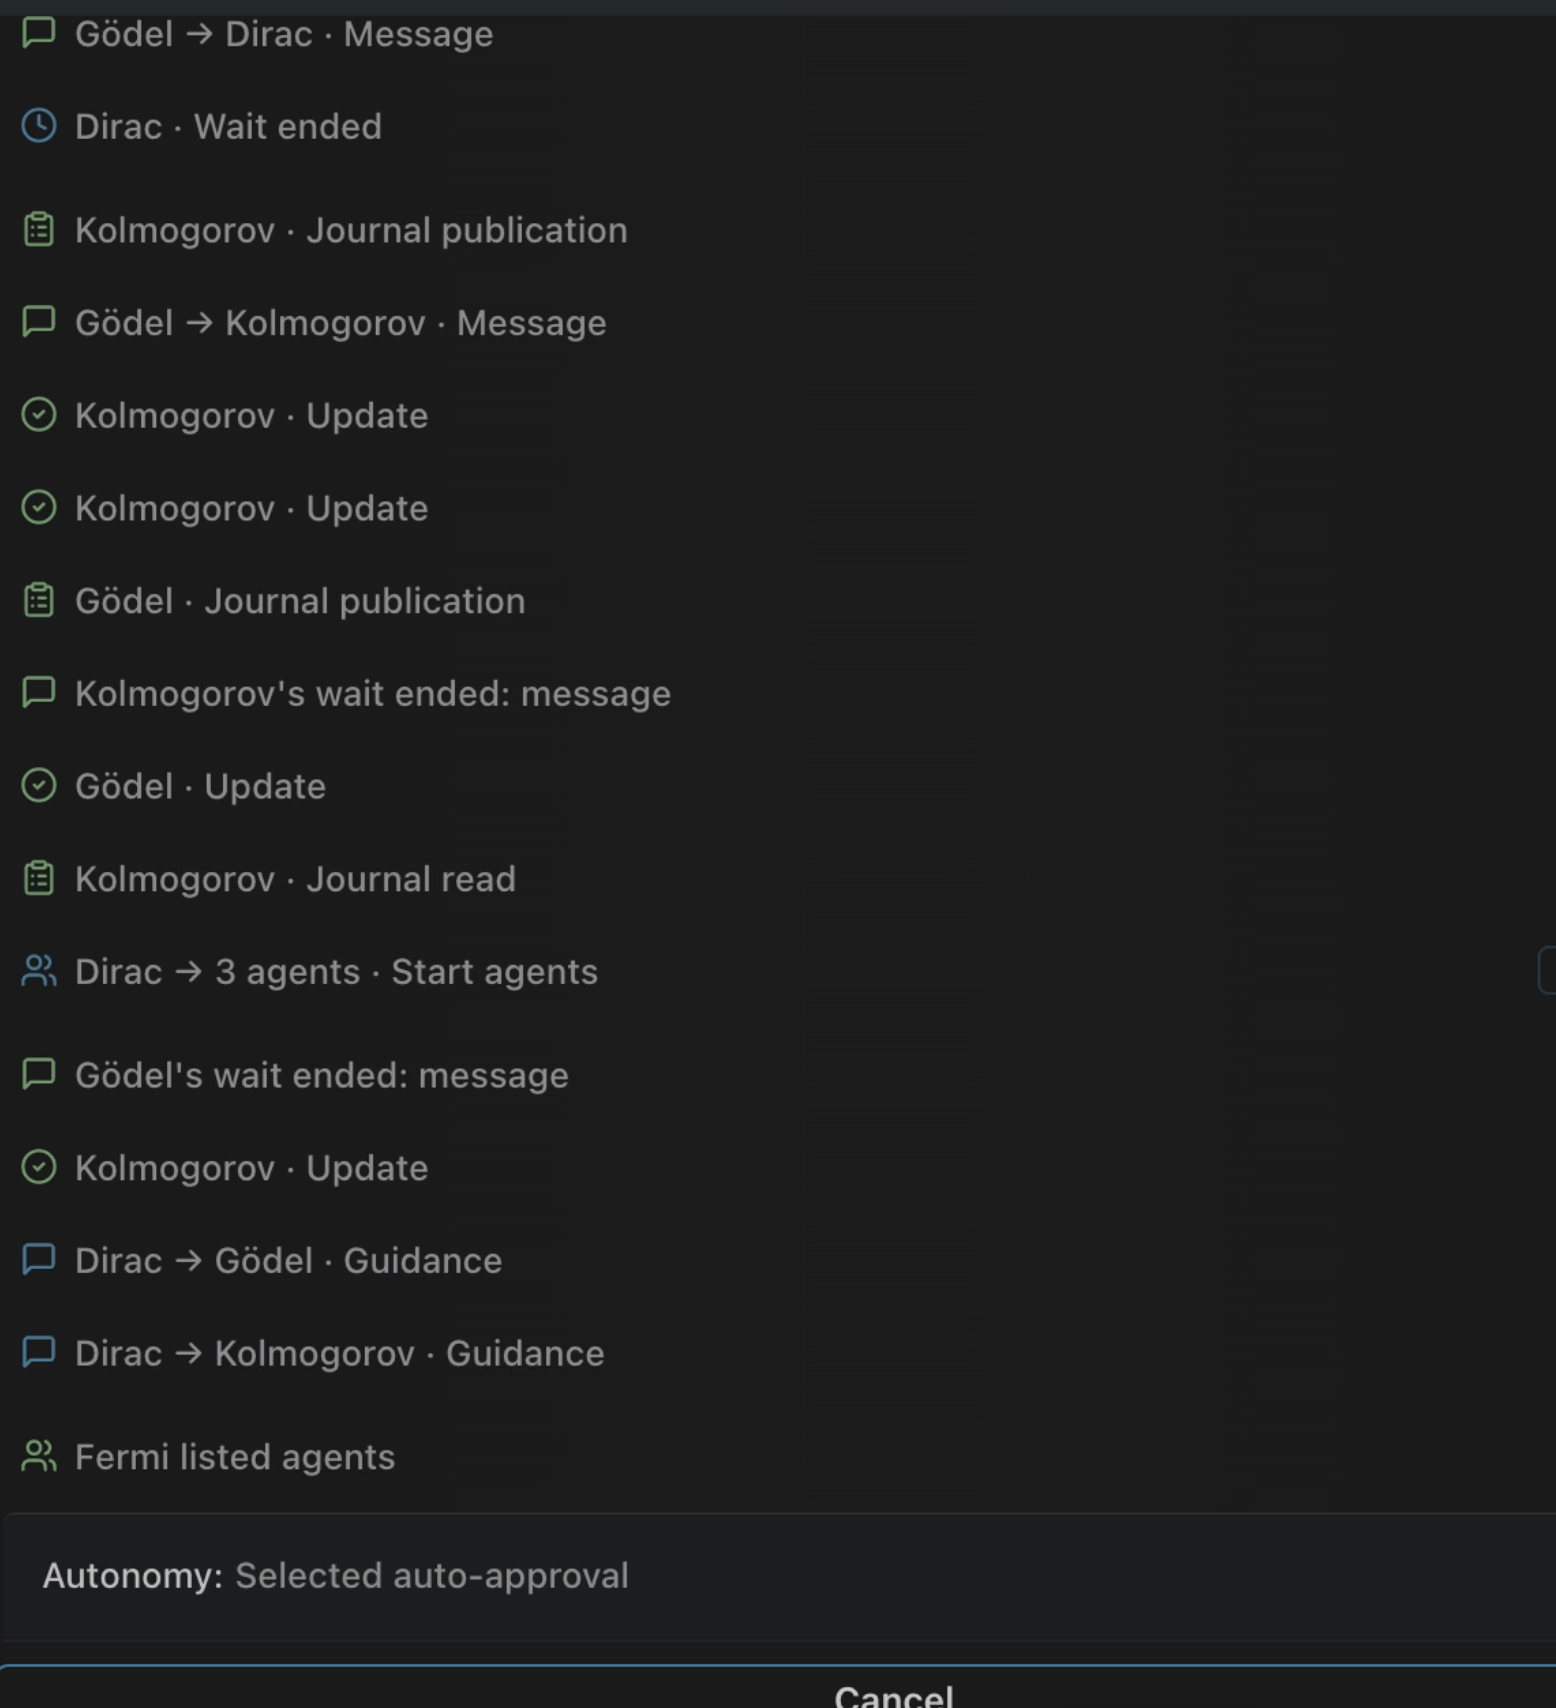 Gödel → Dirac · Message
Dirac · Wait ended
Kolmogorov · Journal publication
Gödel → Kolmogorov · Message
Kolmogorov · Update
Kolmogorov · Update
Gödel · Journal publication
Kolmogorov's wait ended: message
Gödel · Update
Kolmogorov · Journal read
Dirac → 3 agents · Start agents
Gödel's wait ended: message
Kolmogorov · Update
Dirac → Gödel · Guidance
Dirac → Kolmogorov · Guidance
Fermi listed agents
Autonomy: Selected auto-approval
Cancel